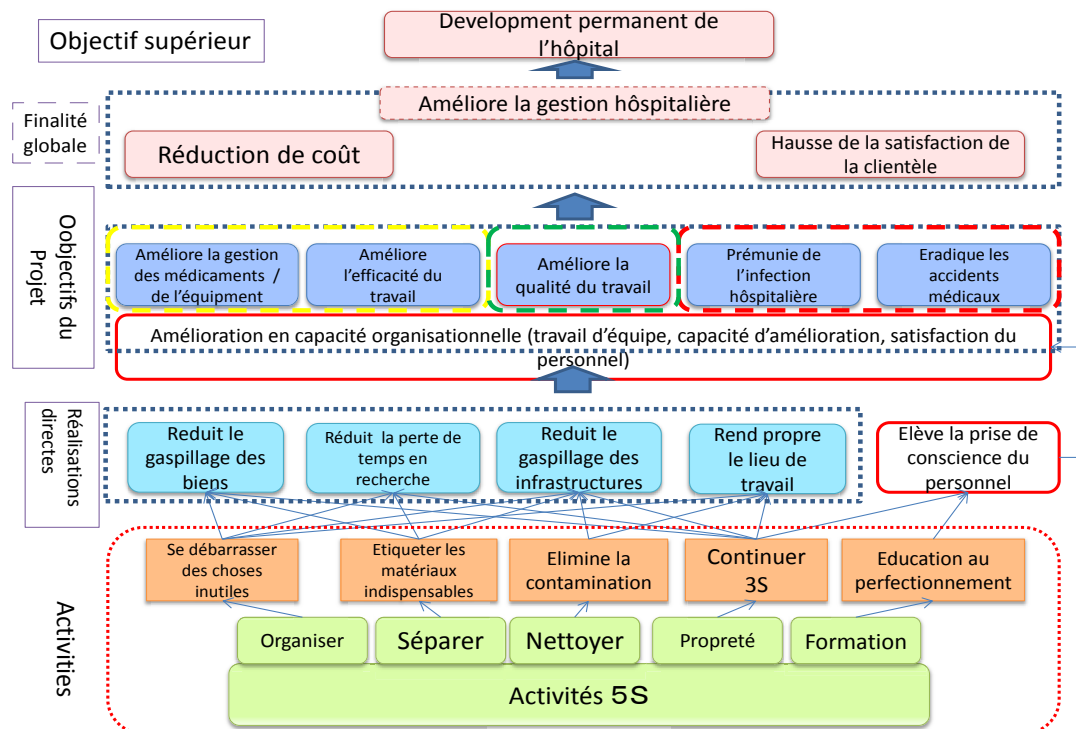 Objectif supérieur
Development permanent de
l'hôpital
Finalité
globale
Améliore la gestion hôspitalière
Réduction de coût
Hausse de la satisfaction de
la clientèle
Oobjectifs du
Projet
Améliore la gestion
des médicaments /
de l'équipment
Améliore
l'efficacité du
travail
Améliore la
qualité du travail
Prémunie de
l'infection
hôspitalière
Eradique les
accidents
médicaux
Amélioration en capacité organisationnelle (travail d'équipe, capacité d'amélioration, satisfaction du
personnel)
Réalisations
directes
Reduit le
gaspillage des
biens
Réduit la perte de
temps en
recherche
Reduit le
gaspillage des
infrastructures
Rend propre
le lieu de
travail
Elève la prise de
conscience du
personnel
Activities
Se débarrasser
des choses
inutiles
Etiqueter les
matériaux
indispensables
Elimine la
contamination
Continuer
3S
Education au
perfectionnement
Organiser
Séparer
Nettoyer
Propreté
Formation
Activités 5S